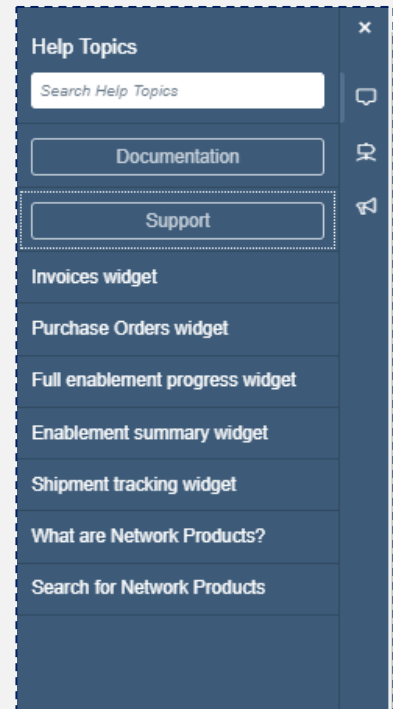 Help Topics
Search Help Topics
Documentation
Support
Invoices widget
Purchase Orders widget
Full enablement progress widget
Enablement summary widget
Shipment tracking widget
What are Network Products?
Search for Network Products